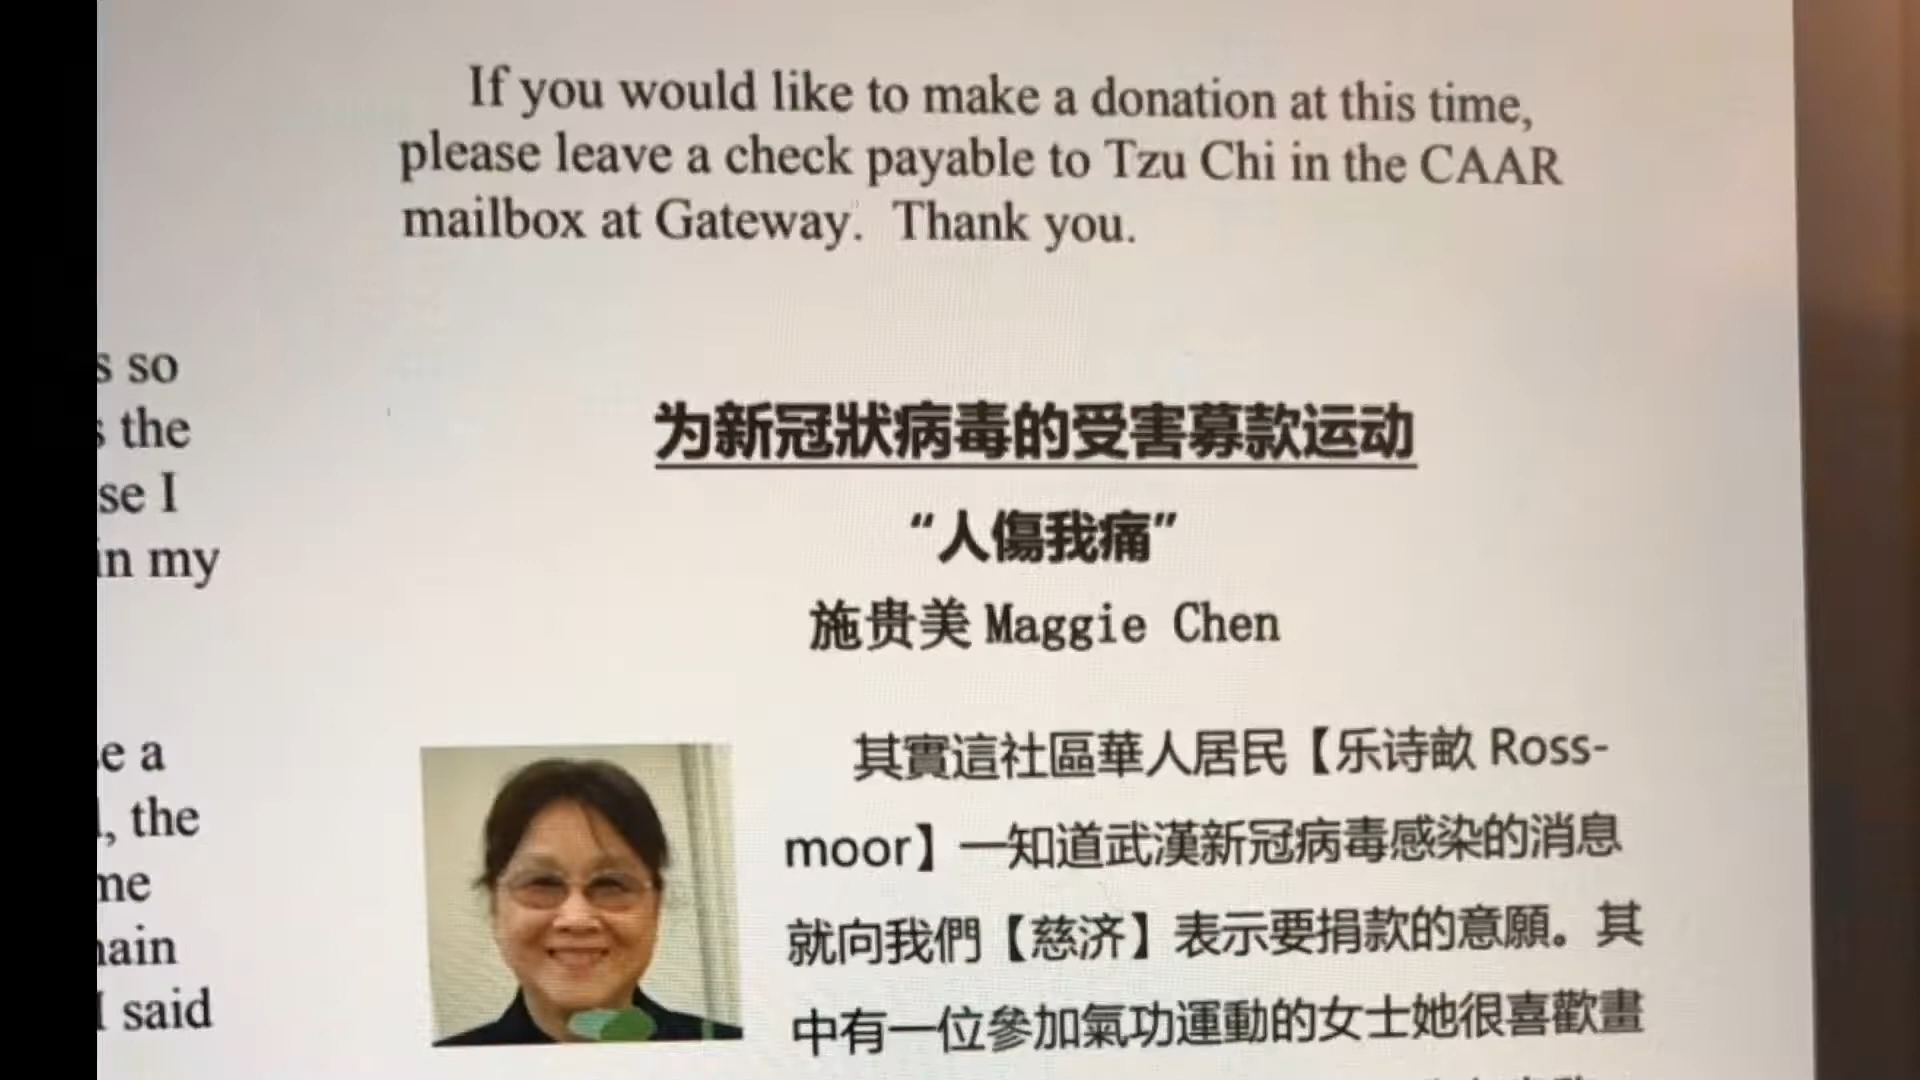 If you would like to make a donation at this time,
please leave a check payable to Tzu Chi in the CAAR
mailbox at Gateway. Thank you.
s so
s the
se I
in my
e a
, the
me
hain
I said
为新冠狀病毒的受害募款运动
“人傷我痛”
施贵美 Maggie Chen
其實這社區華人居民【乐诗畝 Ross-
moor】一知道武漢新冠病毒感染的消息
就向我們【慈济】表示要捐款的意願。其
中有一位參加氣功運動的女士她很喜歡畫